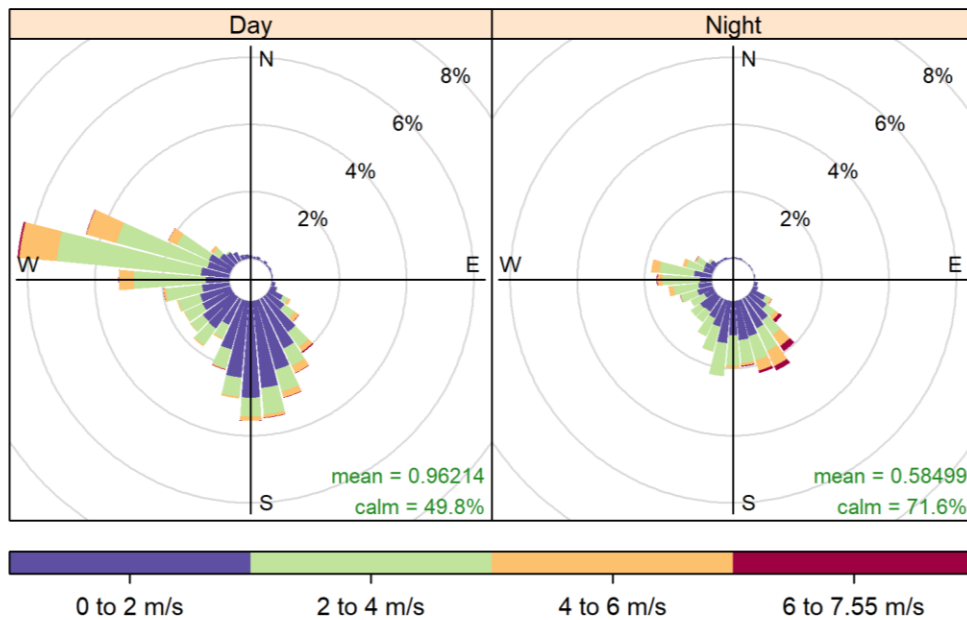 Day
N
8%
6%
4%
2%
W
E
S
mean = 0.96214
calm = 49.8%
Night
N
8%
6%
4%
2%
W
E
S
mean = 0.58499
calm = 71.6%
0 to 2 m/s
2 to 4 m/s
4 to 6 m/s
6 to 7.55 m/s